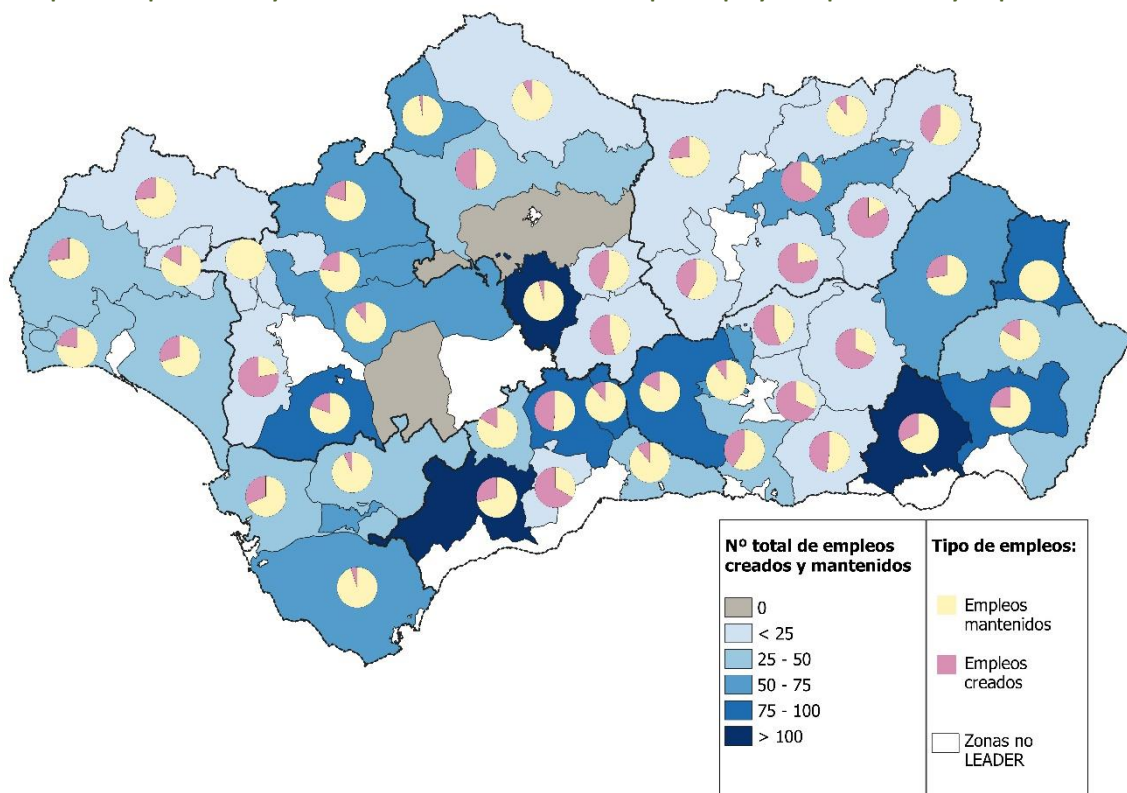 Nº total de empleos
creados y mantenidos
0
< 25
25 - 50
50 - 75
75 - 100
> 100
Tipo de empleos:
Empleos
mantenidos
Empleos
creados
Zonas no
LEADER